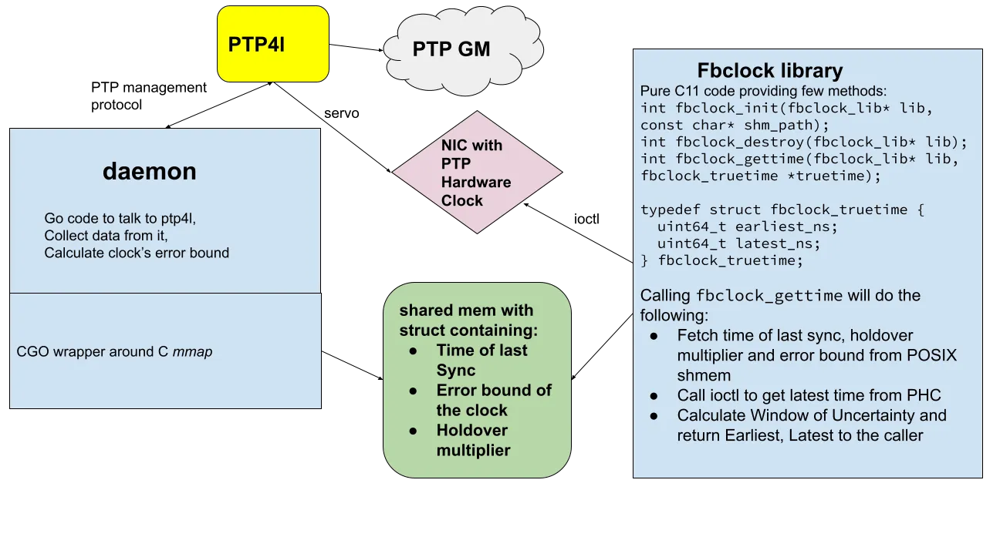 PTP4l
PTP GM
PTP management
protocol
servo
daemon
Go code to talk to ptp4l,
Collect data from it,
Calculate clock's error bound
CGO wrapper around C mmap
NIC with
PTP
Hardware
Clock
ioctl
shared mem with
struct containing:
● Time of last
Sync
● Error bound of
the clock
● Holdover
multiplier
Fbclock library
Pure C11 code providing few methods:
int fbclock_init(fbclock_lib* lib,
const char* shm_path);
int fbclock_destroy(fbclock_lib* lib);
int fbclock_gettime(fbclock_lib* lib,
fbclock_truetime *truetime);
typedef struct fbclock_truetime {
uint64_t earliest_ns;
uint64_t latest_ns;
} fbclock_truetime;
Calling fbclock_gettime will do the
following:
● Fetch time of last sync, holdover
multiplier and error bound from POSIX
shmem
● Call ioctl to get latest time from PHC
● Calculate Window of Uncertainty and
return Earliest, Latest to the caller